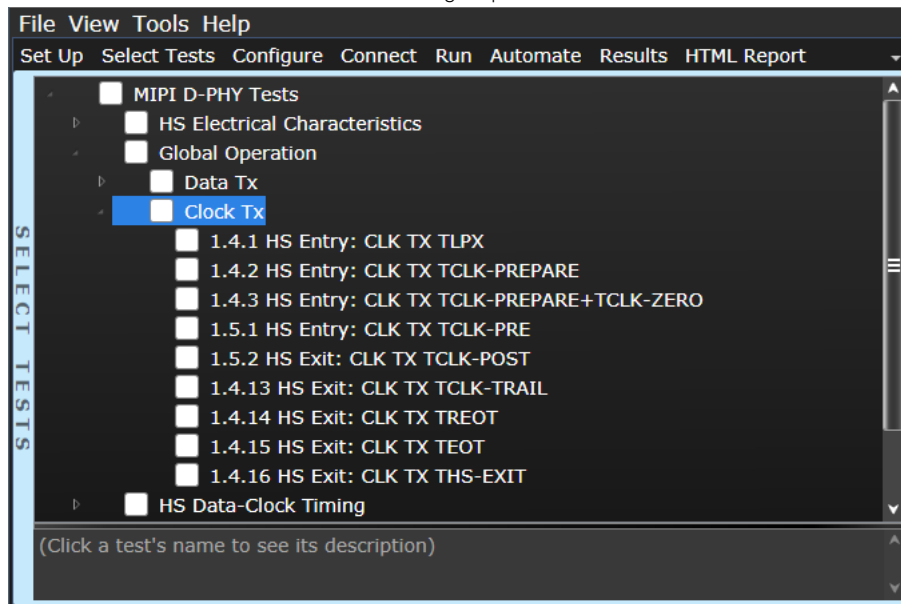 File View Tools Help
Set Up Select Tests Configure Connect Run Automate Results HTML Report
SELECT TESTS
MIPI D-PHY Tests
HS Electrical Characteristics
Global Operation
Data Tx
Clock Tx
1.4.1 HS Entry: CLK TX TLPX
1.4.2 HS Entry: CLK TX TCLK-PREPARE
1.4.3 HS Entry: CLK TX TCLK-PREPARE+TCLK-ZERO
1.5.1 HS Entry: CLK TX TCLK-PRE
1.5.2 HS Exit: CLK TX TCLK-POST
1.4.13 HS Exit: CLK TX TCLK-TRAIL
1.4.14 HS Exit: CLK TX TREOT
1.4.15 HS Exit: CLK TX TEOT
1.4.16 HS Exit: CLK TX THS-EXIT
HS Data-Clock Timing
(Click a test's name to see its description)